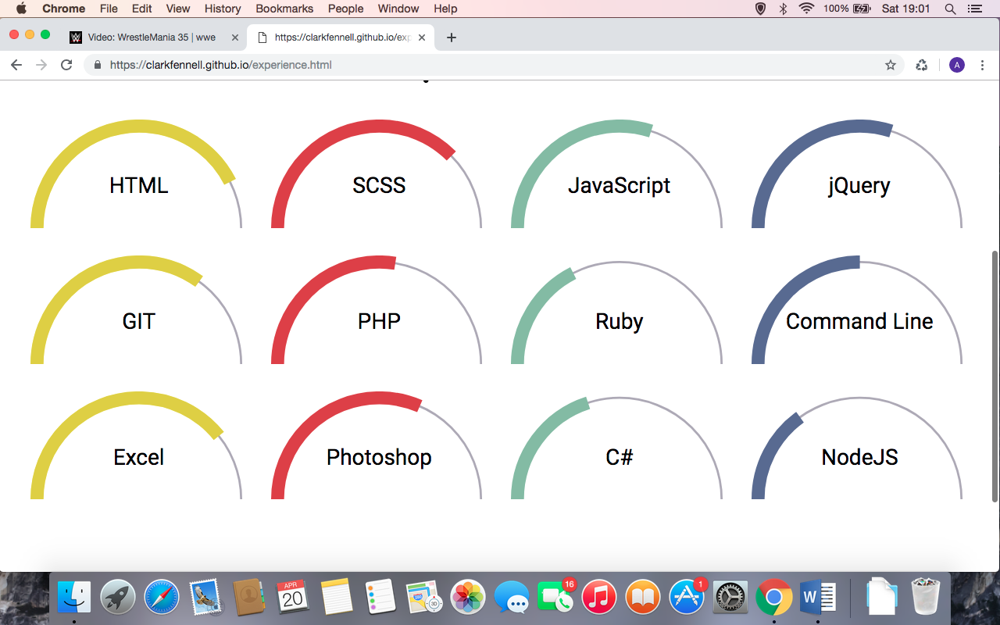 Chrome File Edit View History Bookmarks People Window Help 100% Sat 19:01
Video: WrestleMania 35 | wwe https://clarkfennell.github.io/exp
https://clarkfennell.github.io/experience.html A
HTML SCSS JavaScript jQuery
GIT PHP Ruby Command Line
Excel Photoshop C# NodeJS
APR 16 1
20 3D W